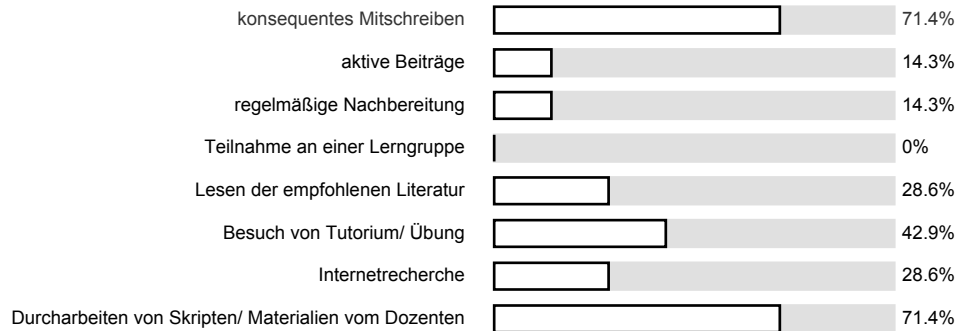 konsequentes Mitschreiben 71.4%
aktive Beiträge 14.3%
regelmäßige Nachbereitung 14.3%
Teilnahme an einer Lerngruppe 0%
Lesen der empfohlenen Literatur 28.6%
Besuch von Tutorium/ Übung 42.9%
Internetrecherche 28.6%
Durcharbeiten von Skripten/ Materialien vom Dozenten 71.4%